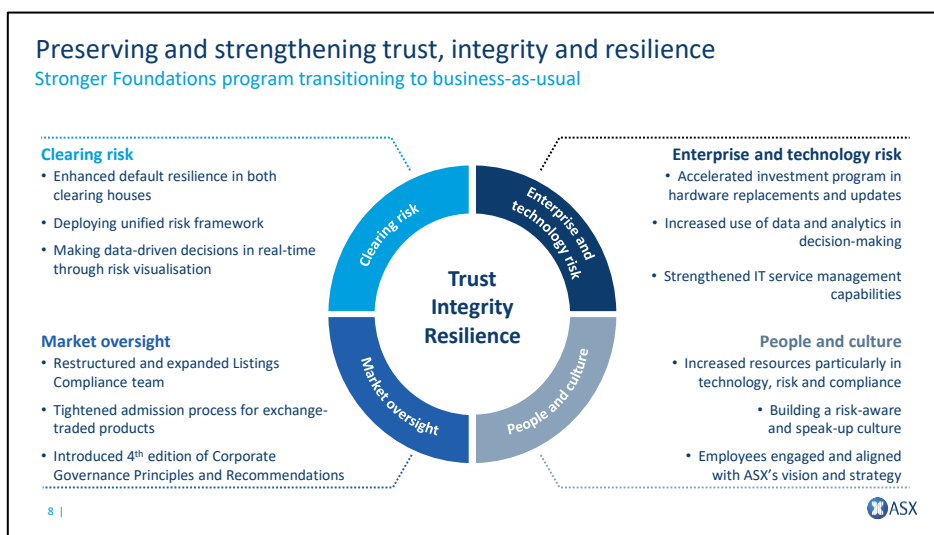 Preserving and strengthening trust, integrity and resilience
Stronger Foundations program transitioning to business-as-usual
Clearing risk
• Enhanced default resilience in both
clearing houses
• Deploying unified risk framework
• Making data-driven decisions in real-time
through risk visualisation
Enterprise and technology risk
• Accelerated investment program in
hardware replacements and updates
• Increased use of data and analytics in
decision-making
• Strengthened IT service management
capabilities
Clearing risk
Enterprise and
technology risk
Trust
Integrity
Resilience
Market oversight
People and culture
Market oversight
• Restructured and expanded Listings
Compliance team
• Tightened admission process for exchange-
traded products
• Introduced 4th edition of Corporate
Governance Principles and Recommendations
People and culture
• Increased resources particularly in
technology, risk and compliance
• Building a risk-aware
and speak-up culture
• Employees engaged and aligned
with ASX's vision and strategy
8 |
ASX